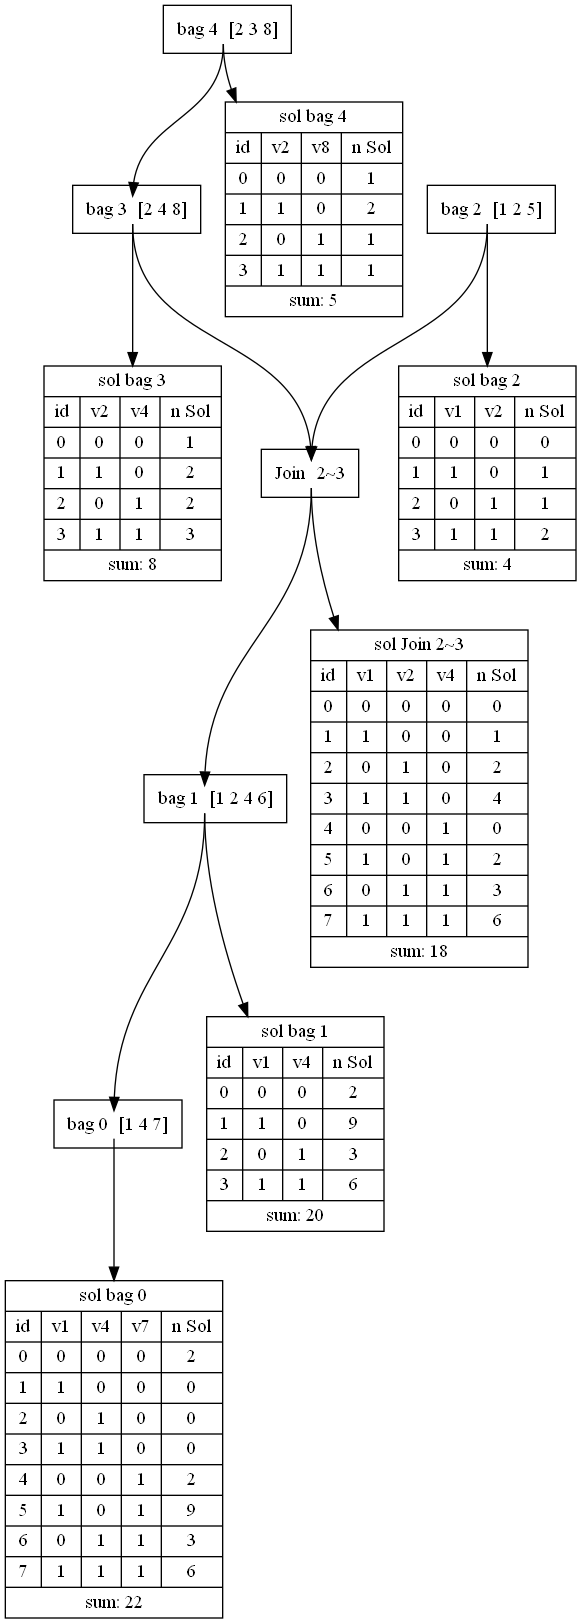 bag 4 [2 3 8]
sol bag 4
id v2 v8 n Sol
0 0 0 1
1 1 0 2
2 0 1 1
3 1 1 1
sum: 5
bag 3 [2 4 8]
bag 2 [1 2 5]
sol bag 3
id v2 v4 n Sol
0 0 0 1
1 1 0 2
2 0 1 2
3 1 1 3
sum: 8
sol bag 2
id v1 v2 n Sol
0 0 0 0
1 1 0 1
2 0 1 1
3 1 1 2
sum: 4
Join 2~3
sol Join 2~3
id v1 v2 v4 n Sol
0 0 0 0 0
1 1 0 0 1
2 0 1 0 2
3 1 1 0 4
4 0 0 1 0
5 1 0 1 2
6 0 1 1 3
7 1 1 1 6
sum: 18
bag 1 [1 2 4 6]
sol bag 1
id v1 v4 n Sol
0 0 0 2
1 1 0 9
2 0 1 3
3 1 1 6
sum: 20
bag 0 [1 4 7]
sol bag 0
id v1 v4 v7 n Sol
0 0 0 0 2
1 1 0 0 0
2 0 1 0 0
3 1 1 0 0
4 0 0 1 2
5 1 0 1 9
6 0 1 1 3
7 1 1 1 6
sum: 22